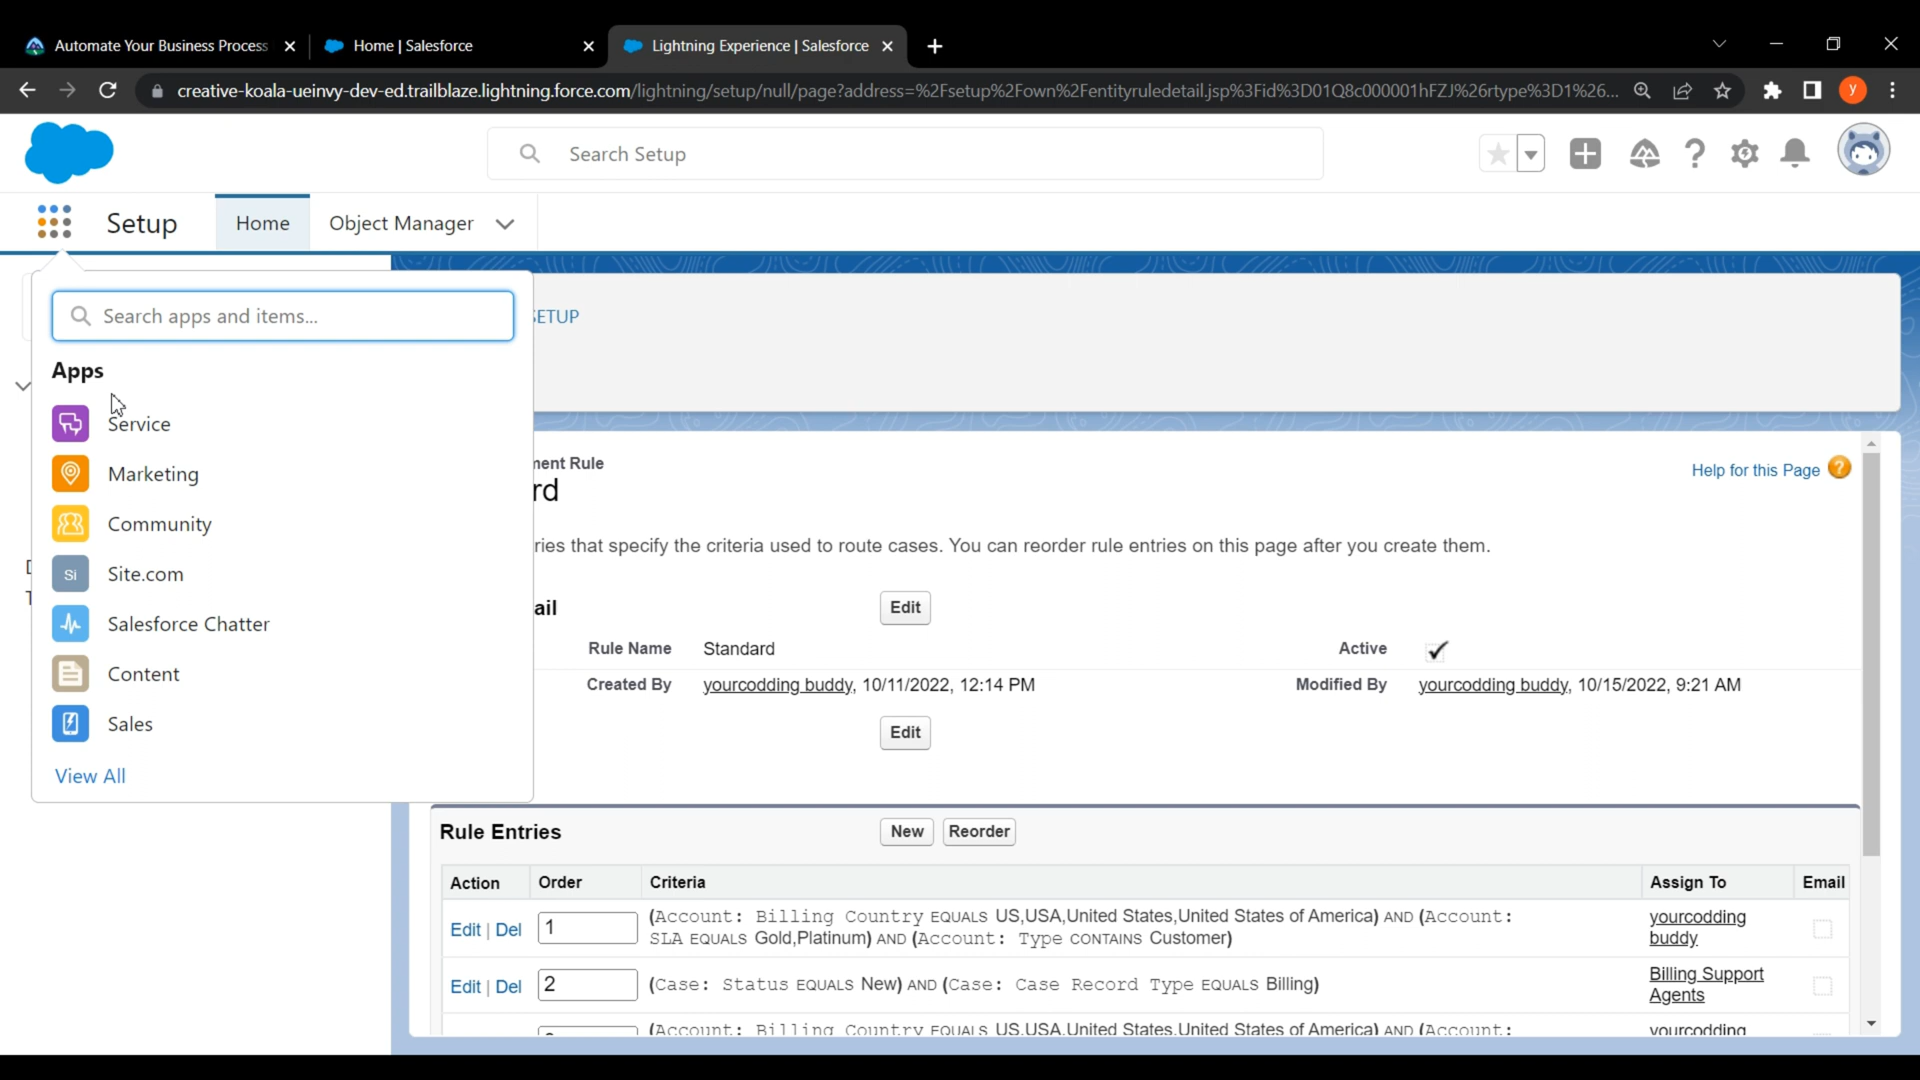 Automate Your Business Process
Home | Salesforce
Lightning Experience | Salesforce
creative-koala-ueinvy-dev-ed.trailblaze.lightning.force.com/lightning/setup/null/page?address=%2Fsetup%2Fown%2Fentityruledetail.jsp%3Fid%3D01Q8c000001hFZJ%26rtype%3D1%26...
y
Search Setup
Setup
Home
Object Manager
Search apps and items...
SETUP
Apps
Service
Marketing
Community
Si
Site.com
Salesforce Chatter
Content
Sales
View All
ment Rule
rd
Help for this Page
ries that specify the criteria used to route cases. You can reorder rule entries on this page after you create them.
ail
Edit
Rule Name Standard Active
Created By yourcodding buddy, 10/11/2022, 12:14 PM Modified By yourcodding buddy, 10/15/2022, 9:21 AM
Edit
Rule Entries New Reorder
Action Order Criteria Assign To Email
Edit | Del 1 (Account: Billing Country EQUALS US,USA,United States,United States of America) AND (Account: SLA EQUALS Gold,Platinum) AND (Account: Type CONTAINS Customer) yourcodding buddy
Edit | Del 2 (Case: Status EQUALS New) AND (Case: Case Record Type EQUALS Billing) Billing Support Agents
(Account: Billing Country EQUALS US,USA,United States,United States of America) AND (Account: yourcodding